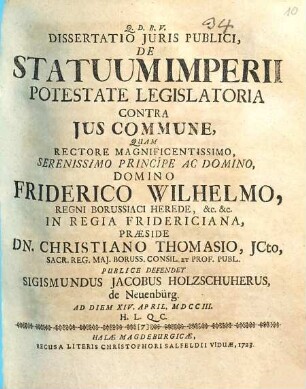 Q. D. B. V.
DISSERTATIO JURIS PUBLICI,
DE
STATUUM IMPERII
POTESTATE LEGISLATORIA
CONTRA
JUS COMMUNE,
QUAM
RECTORE MAGNIFICENTISSIMO,
SERENISSIMO PRINCIPE AC DOMINO,
DOMINO
FRIDERICO WILHELMO,
REGNI BORUSSIACI HEREDE, &c. &c.
IN REGIA FRIDERICIANA,
PRÆSIDE
DN. CHRISTIANO THOMASIO, JCto,
SACR. REG. MAJ. BORUSS. CONSIL. ET PROF. PUBL.
PUBLICE DEFENDET
SIGISMUNDUS JACOBUS HOLZSCHUHERUS,
de Neuenbürg.
AD DIEM XIV. APRIL. MDCCIII.
H. L. Q. C.
HALÆ MAGDEBURGICÆ,
RECUSA LITERIS CHRISTOPHORI SALFELDII VIDUÆ, 1723.